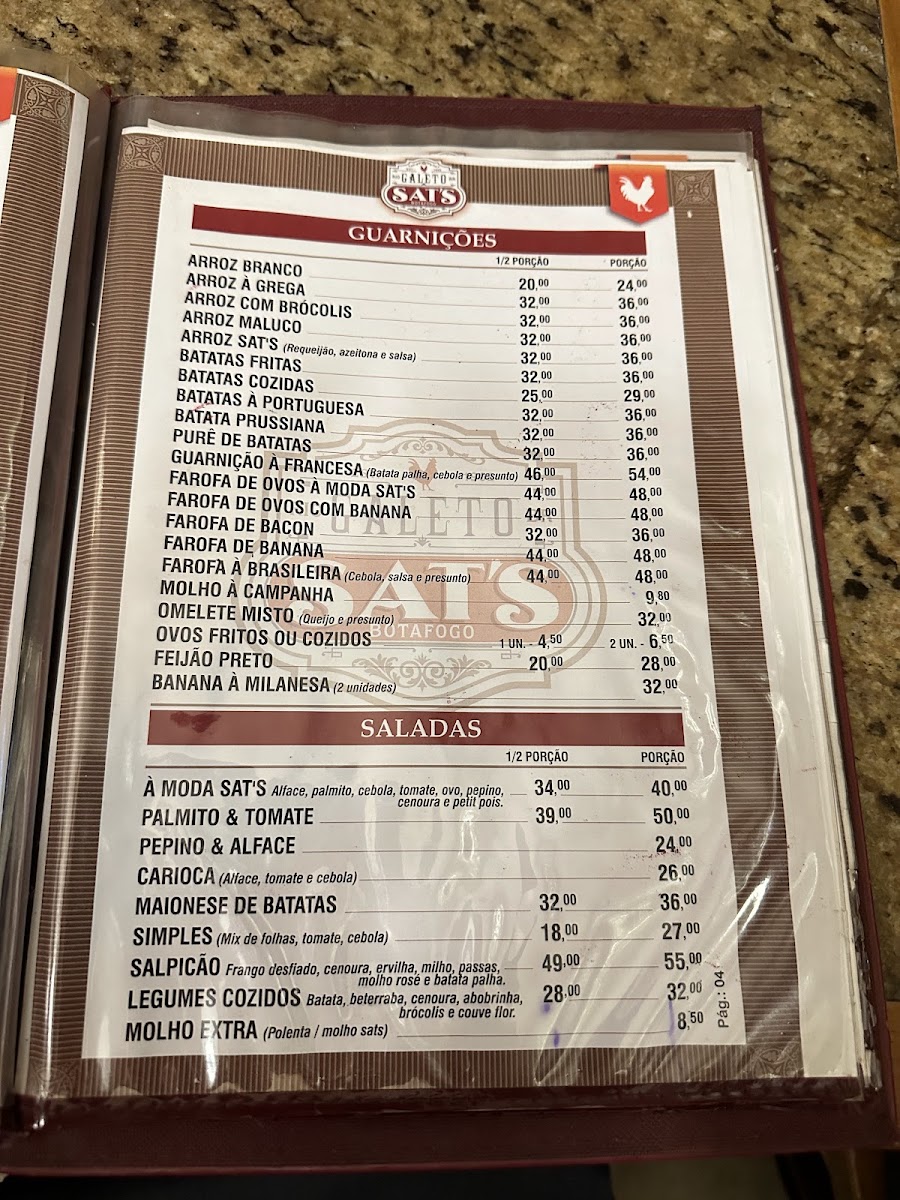 GALETO
SAT'S
GUARNIÇÕES
1/2 PORÇÃO PORÇÃO
ARROZ BRANCO 20,00 24,00
ARROZ À GREGA 32,00 36,00
ARROZ COM BRÓCOLIS 32,00 36,00
ARROZ MALUCO 32,00 36,00
ARROZ SAT'S (Requeijão, azeitona e salsa) 32,00 36,00
BATATAS FRITAS 32,00 36,00
BATATAS COZIDAS 25,00 29,00
BATATAS À PORTUGUESA 32,00 36,00
BATATA PRUSSIANA 32,00 36,00
PURÊ DE BATATAS 32,00 36,00
GUARNIÇÃO À FRANCESA (Batata palha, cebola e presunto) 46,00 54,00
FAROFA DE OVOS À MODA SAT'S 44,00 48,00
FAROFA DE OVOS COM BANANA 44,00 48,00
FAROFA DE BACON 32,00 36,00
FAROFA DE BANANA 44,00 48,00
FAROFA À BRASILEIRA (Cebola, salsa e presunto) 44,00 48,00
MOLHO À CAMPANHA 9,80
OMELETE MISTO (Queijo e presunto) 32,00
OVOS FRITOS OU COZIDOS 1 UN. - 4,50 2 UN. - 6,50
FEIJÃO PRETO 20,00 28,00
BANANA À MILANESA (2 unidades) 32,00
GALETO
SAT'S
BOTAFOGO
SALADAS
1/2 PORÇÃO PORÇÃO
À MODA SAT'S Alface, palmito, cebola, tomate, ovo, pepino, 34,00 40,00
cenoura e petit pois.
PALMITO & TOMATE 39,00 50,00
PEPINO & ALFACE 24,00
CARIOCA (Alface, tomate e cebola) 26,00
MAIONESE DE BATATAS 32,00 36,00
SIMPLES (Mix de folhas, tomate, cebola) 18,00 27,00
SALPICÃO Frango desfiado, cenoura, ervilha, milho, passas, 49,00 55,00
molho rosé e batata palha.
LEGUMES COZIDOS Batata, beterraba, cenoura, abobrinha, 28,00 32,00
brócolis e couve flor.
MOLHO EXTRA (Polenta / molho sats) 8,50
Pág.: 04